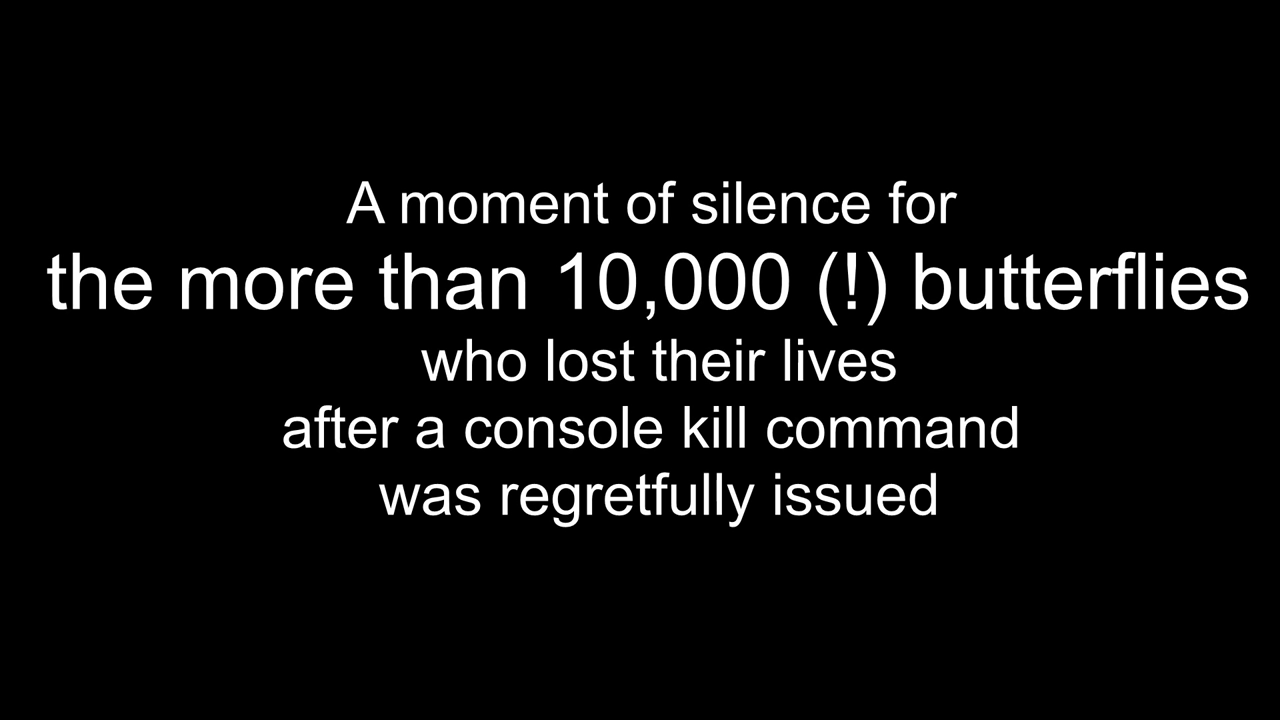 A moment of silence for
the more than 10,000 (!) butterflies
who lost their lives
after a console kill command
was regretfully issued